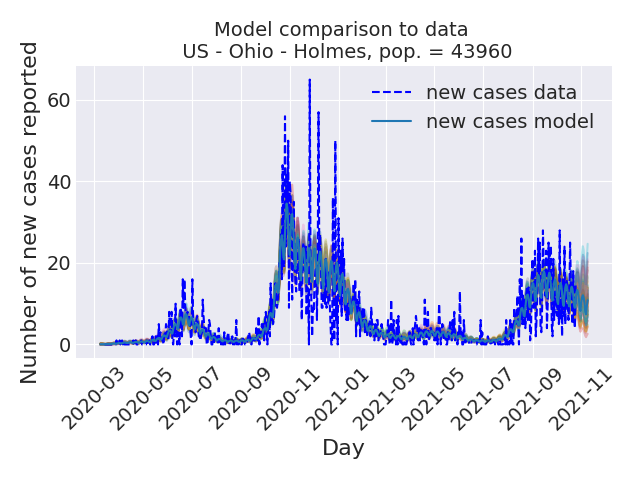 Model comparison to data
US - Ohio - Holmes, pop. = 43960
Number of new cases reported
60
40
20
0
new cases data
new cases model
2020-03
2020-05
2020-07
2020-09
2020-11
2021-01
2021-03
2021-05
2021-07
2021-09
2021-11
Day